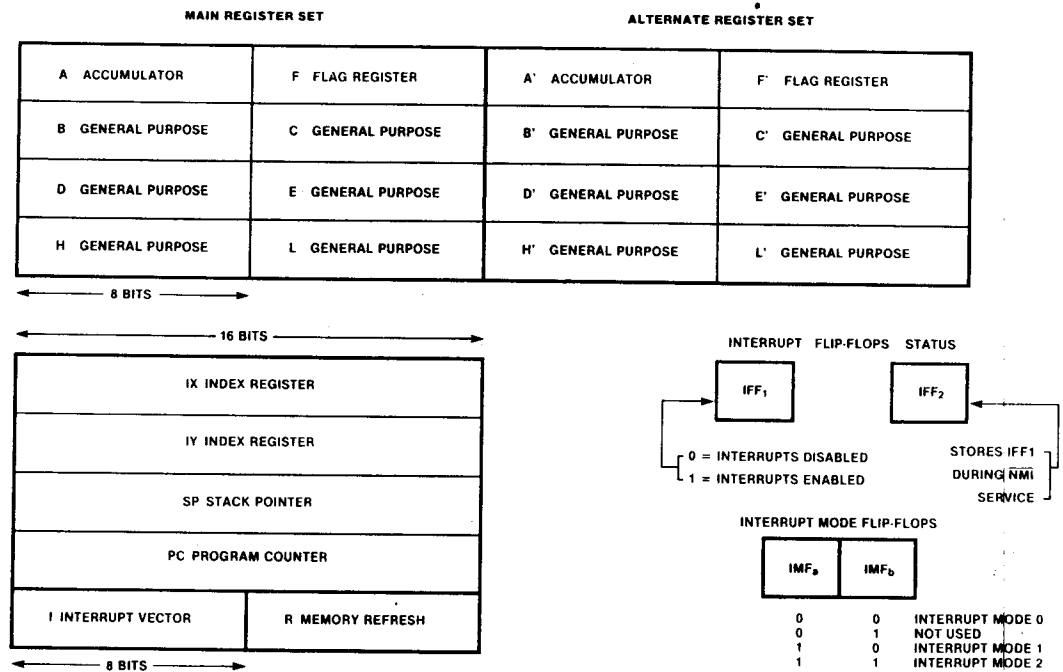 MAIN REGISTER SET
ALTERNATE REGISTER SET
A ACCUMULATOR
F FLAG REGISTER
A' ACCUMULATOR
F' FLAG REGISTER
B GENERAL PURPOSE
C GENERAL PURPOSE
B' GENERAL PURPOSE
C' GENERAL PURPOSE
D GENERAL PURPOSE
E GENERAL PURPOSE
D' GENERAL PURPOSE
E' GENERAL PURPOSE
H GENERAL PURPOSE
L GENERAL PURPOSE
H' GENERAL PURPOSE
L' GENERAL PURPOSE
8 BITS
16 BITS
IX INDEX REGISTER
IY INDEX REGISTER
SP STACK POINTER
PC PROGRAM COUNTER
I INTERRUPT VECTOR
R MEMORY REFRESH
8 BITS
INTERRUPT FLIP-FLOPS STATUS
IFF₁
IFF₂
0 = INTERRUPTS DISABLED
1 = INTERRUPTS ENABLED
STORES IFF1
DURING N̅M̅I̅
SERVICE
INTERRUPT MODE FLIP-FLOPS
IMFₐ
IMF_b
0 0 INTERRUPT MODE 0
0 1 NOT USED
1 0 INTERRUPT MODE 1
1 1 INTERRUPT MODE 2